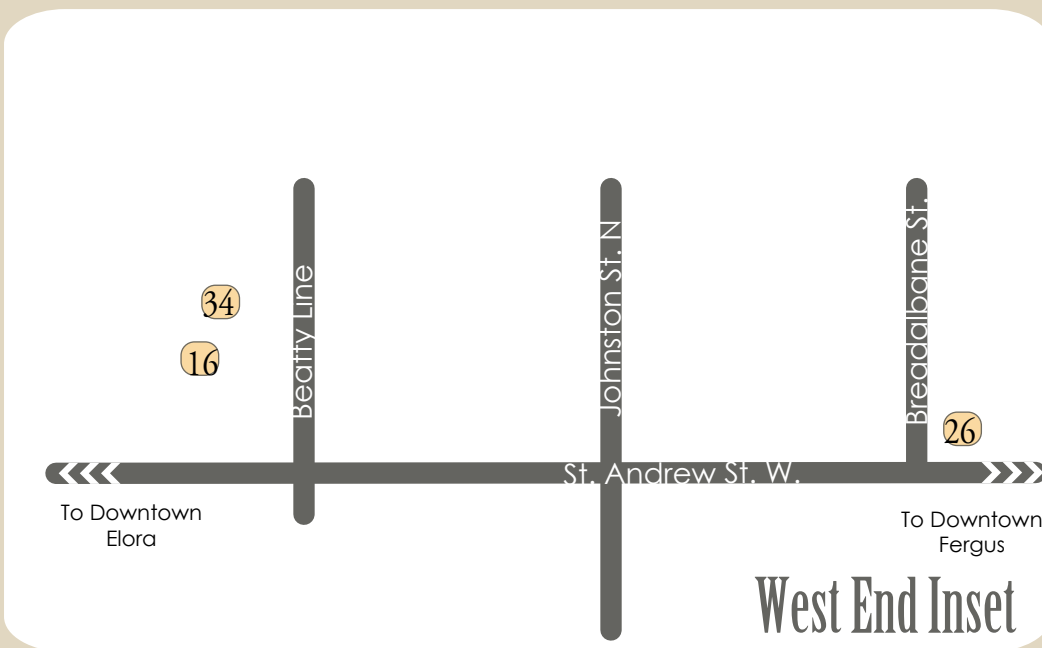 Beatty Line
Johnston St. N
Breadalbane St.
34
16
26
St. Andrew St. W.
To Downtown
Elora
To Downtown
Fergus
West End Inset